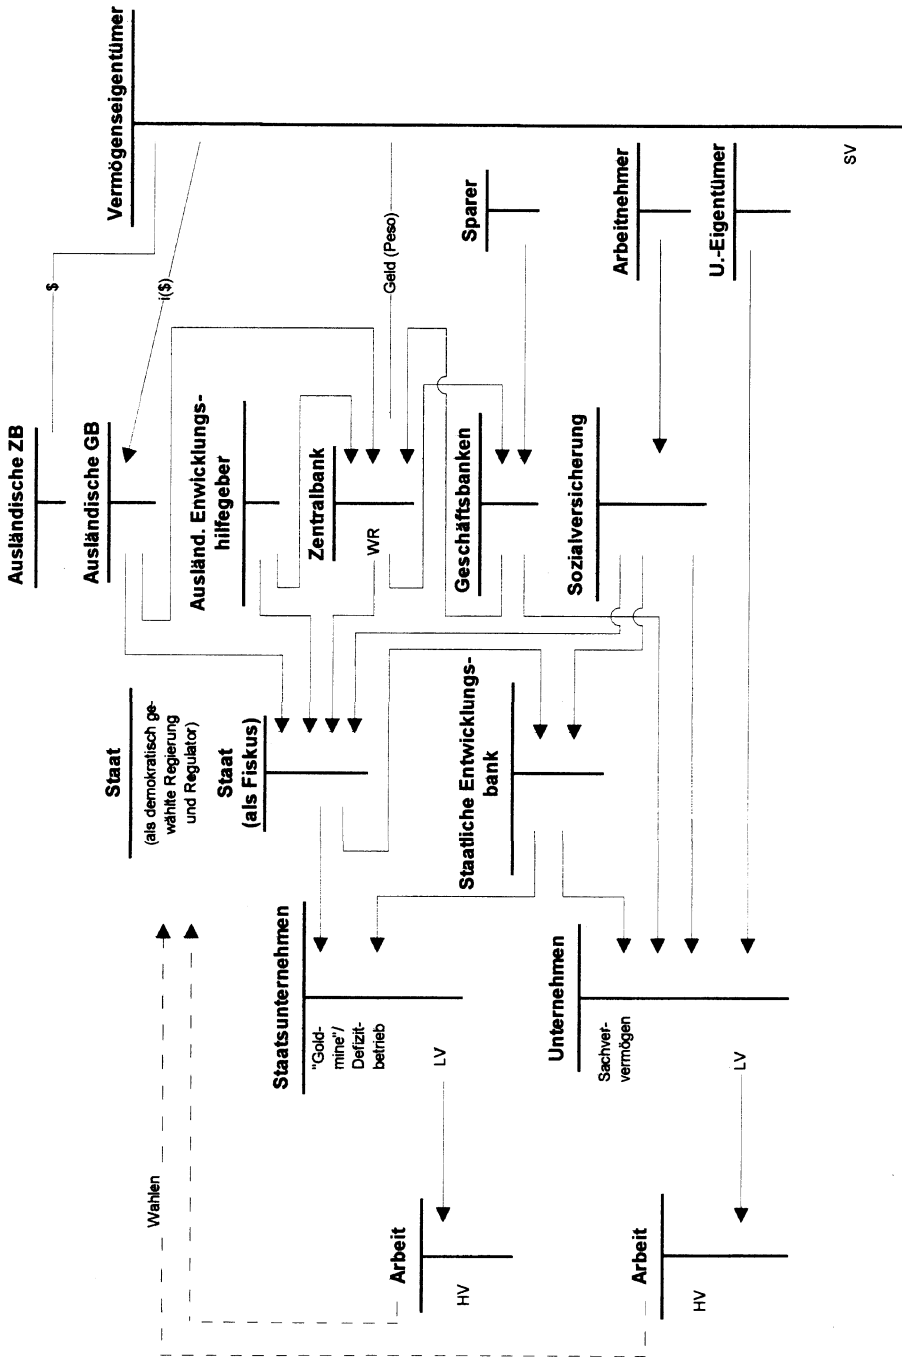 Vermögenseigentümer
$
i($)
Geld (Peso)
Sparer
Arbeitnehmer
U.-Eigentümer
SV
Ausländische ZB
Ausländische GB
Ausländ. Enwicklungs-
hilfegeber
Zentralbank
WR
Geschäftsbanken
Sozialversicherung
Staat
(als demokratisch ge-
wählte Regierung
und Regulator)
Staat
(als Fiskus)
Staatliche Entwicklungs-
bank
Staatsunternehmen
"Gold-
mine"/
Defizit-
betrieb
LV
Unternehmen
Sachver-
vermögen
LV
Wahlen
Arbeit
HV
Arbeit
HV